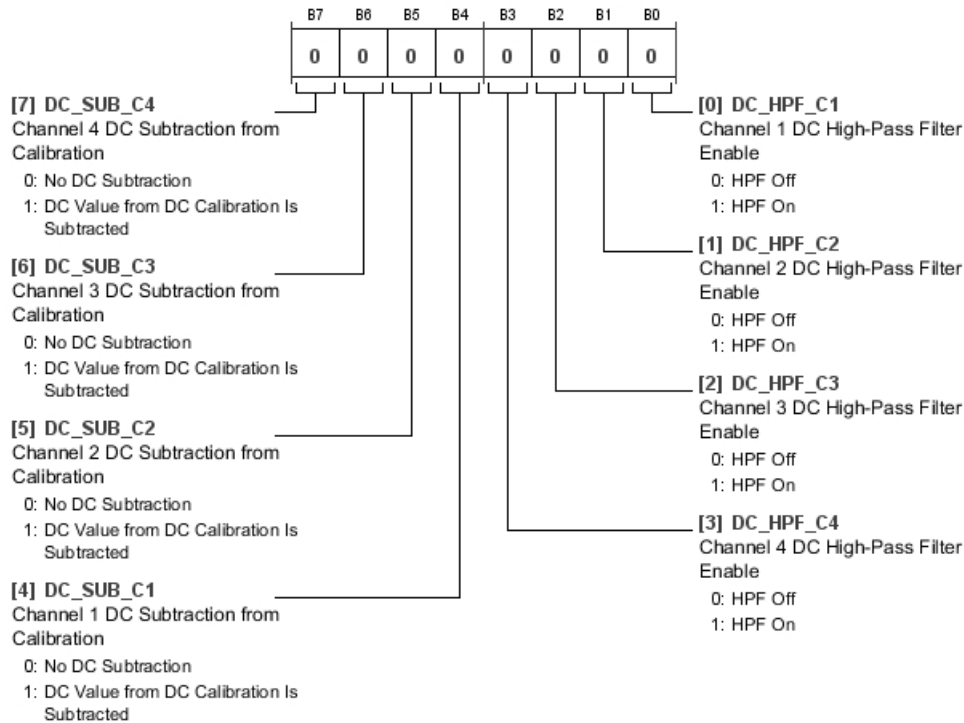 B7 B6 B5 B4 B3 B2 B1 B0
0 0 0 0 0 0 0 0
[7] DC_SUB_C4
Channel 4 DC Subtraction from
Calibration
0: No DC Subtraction
1: DC Value from DC Calibration Is
Subtracted
[6] DC_SUB_C3
Channel 3 DC Subtraction from
Calibration
0: No DC Subtraction
1: DC Value from DC Calibration Is
Subtracted
[5] DC_SUB_C2
Channel 2 DC Subtraction from
Calibration
0: No DC Subtraction
1: DC Value from DC Calibration Is
Subtracted
[4] DC_SUB_C1
Channel 1 DC Subtraction from
Calibration
0: No DC Subtraction
1: DC Value from DC Calibration Is
Subtracted
[0] DC_HPF_C1
Channel 1 DC High-Pass Filter
Enable
0: HPF Off
1: HPF On
[1] DC_HPF_C2
Channel 2 DC High-Pass Filter
Enable
0: HPF Off
1: HPF On
[2] DC_HPF_C3
Channel 3 DC High-Pass Filter
Enable
0: HPF Off
1: HPF On
[3] DC_HPF_C4
Channel 4 DC High-Pass Filter
Enable
0: HPF Off
1: HPF On